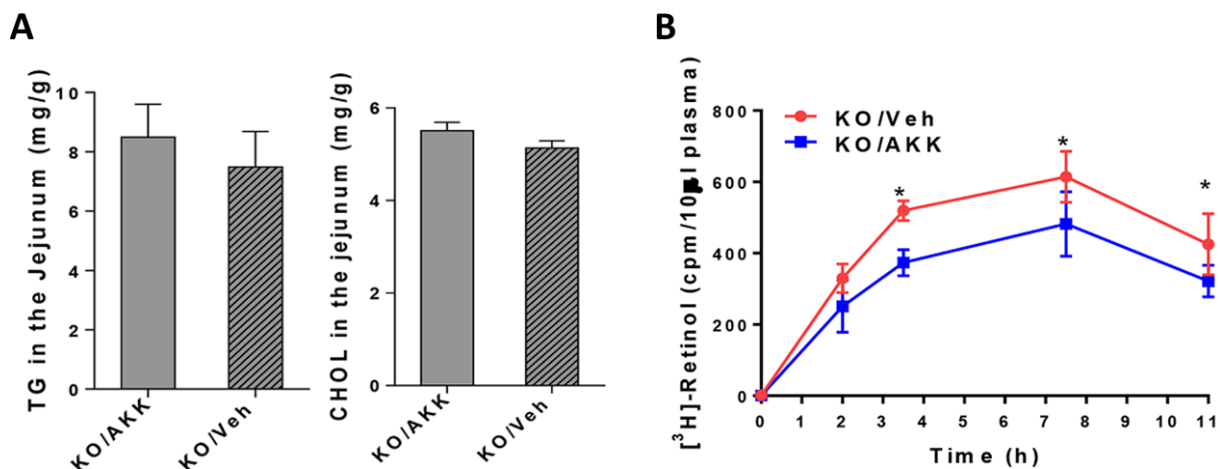 A
TG in the Jejunum (mg/g)
10
8
6
4
2
0
KO/AKK
KO/Veh
CHOL in the jejunum (mg/g)
6
4
2
0
KO/AKK
KO/Veh
B
[³H]-Retinol (cpm/10μl plasma)
800
600
400
200
0
KO/Veh
KO/AKK
*
*
*
0 1 2 3 4 5 6 7 8 9 10 11
Time (h)